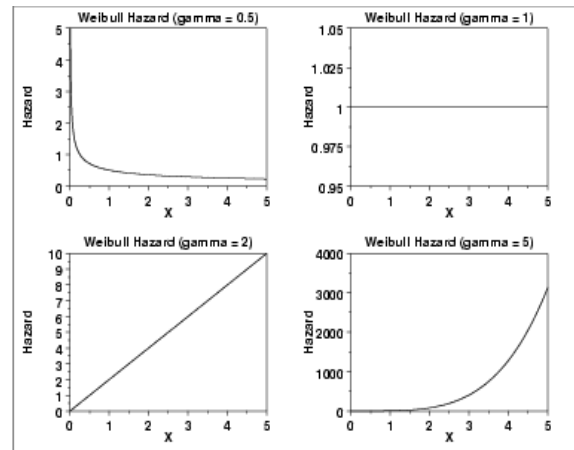 Weibull Hazard (gamma = 0.5)
5
4
3
2
1
0
Hazard
0 1 2 3 4 5
X
Weibull Hazard (gamma = 1)
1.05
1.025
1
0.975
0.95
Hazard
0 1 2 3 4 5
X
Weibull Hazard (gamma = 2)
10
9
8
7
6
5
4
3
2
1
0
Hazard
0 1 2 3 4 5
X
Weibull Hazard (gamma = 5)
4000
3000
2000
1000
0
Hazard
0 1 2 3 4 5
X